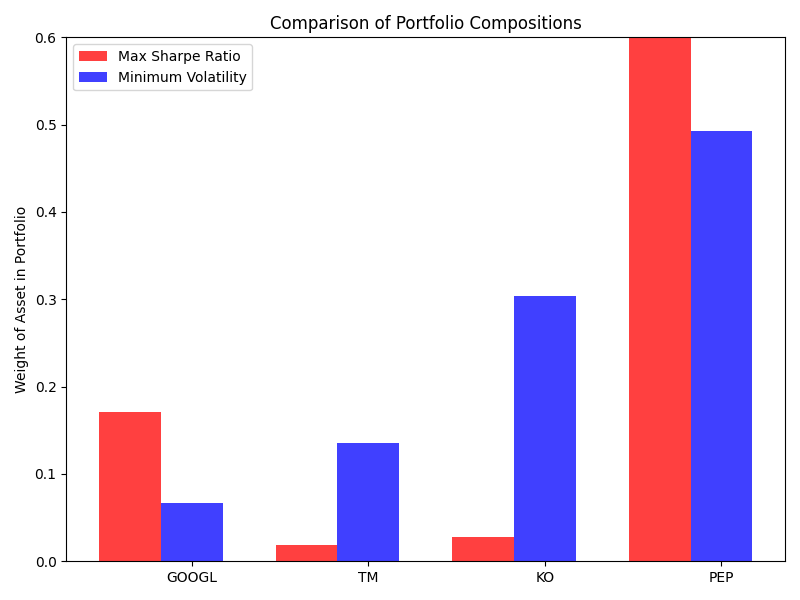 Comparison of Portfolio Compositions
Max Sharpe Ratio
Minimum Volatility
Weight of Asset in Portfolio
0.6
0.5
0.4
0.3
0.2
0.1
0.0
GOOGL TM KO PEP